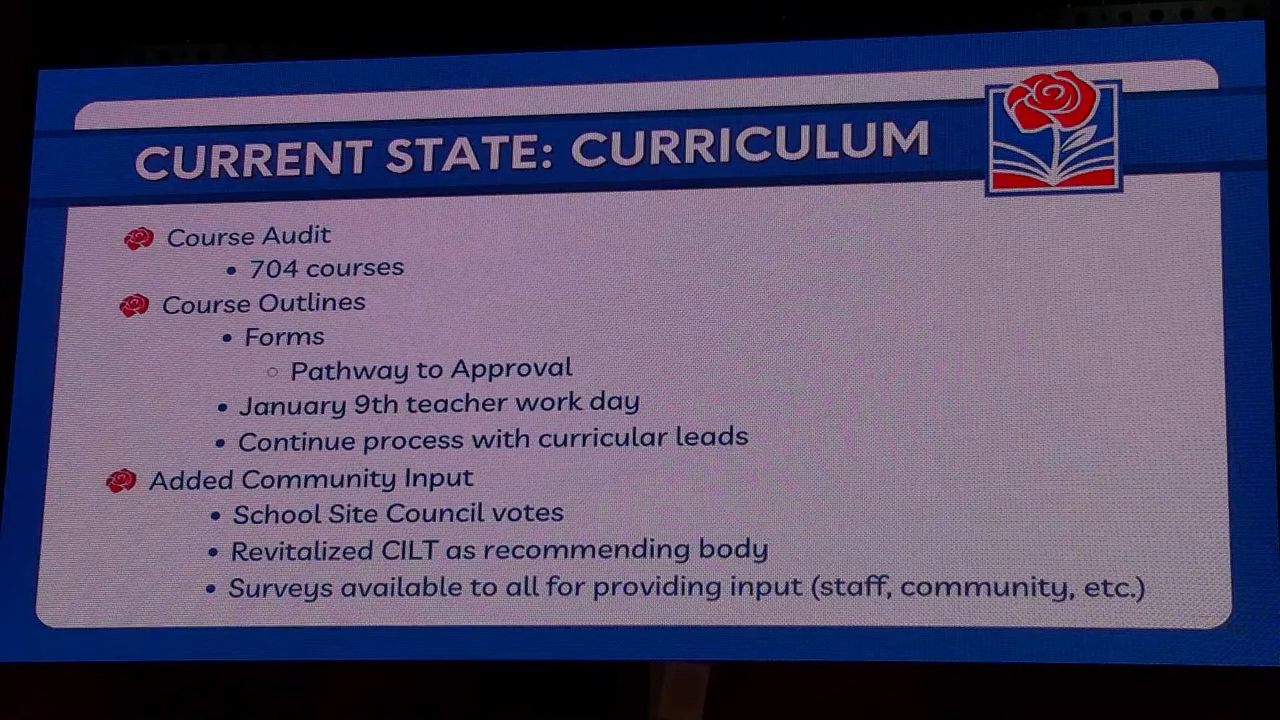 CURRENT STATE: CURRICULUM
Course Audit
• 704 courses
Course Outlines
• Forms
○ Pathway to Approval
• January 9th teacher work day
• Continue process with curricular leads
Added Community Input
• School Site Council votes
• Revitalized CILT as recommending body
• Surveys available to all for providing input (staff, community, etc.)